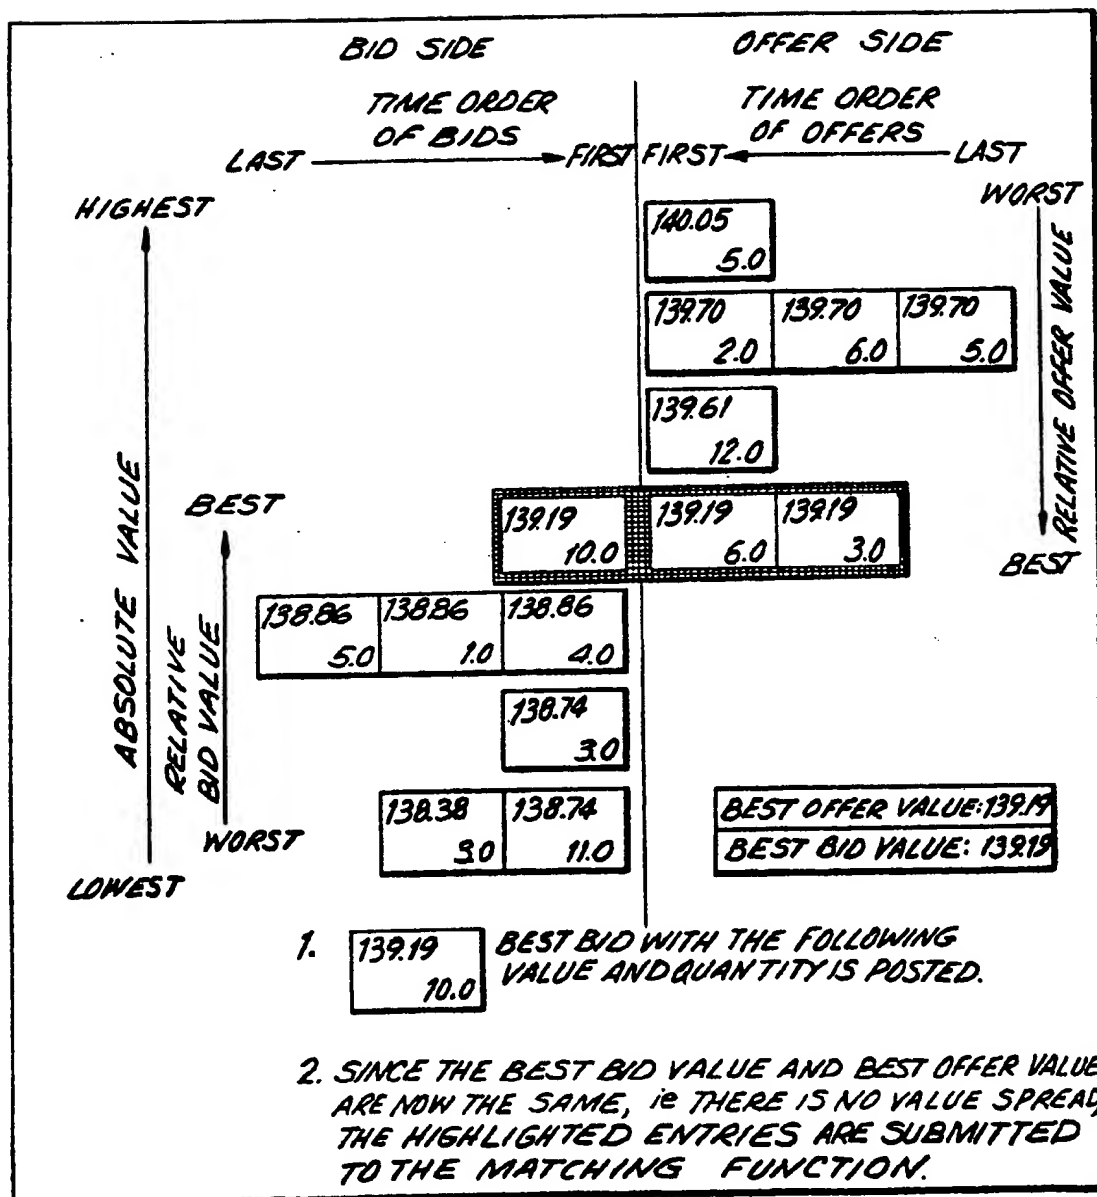 BID SIDE OFFER SIDE
TIME ORDER OF BIDS
TIME ORDER OF OFFERS
LAST FIRST FIRST LAST
HIGHEST
WORST
140.05
5.0
139.70 139.70 139.70
2.0 6.0 5.0
139.61
12.0
RELATIVE OFFER VALUE
BEST
BEST
139.19 139.19 139.19
10.0 6.0 3.0
ABSOLUTE VALUE
RELATIVE
BID VALUE
138.86 138.86 138.86
5.0 1.0 4.0
138.74
3.0
138.38 138.74
3.0 11.0
WORST
LOWEST
BEST OFFER VALUE: 139.19
BEST BID VALUE: 139.19
1. 139.19
10.0
BEST BID WITH THE FOLLOWING
VALUE AND QUANTITY IS POSTED.
2. SINCE THE BEST BID VALUE AND BEST OFFER VALUE
ARE NOW THE SAME, ie THERE IS NO VALUE SPREAD,
THE HIGHLIGHTED ENTRIES ARE SUBMITTED
TO THE MATCHING FUNCTION.